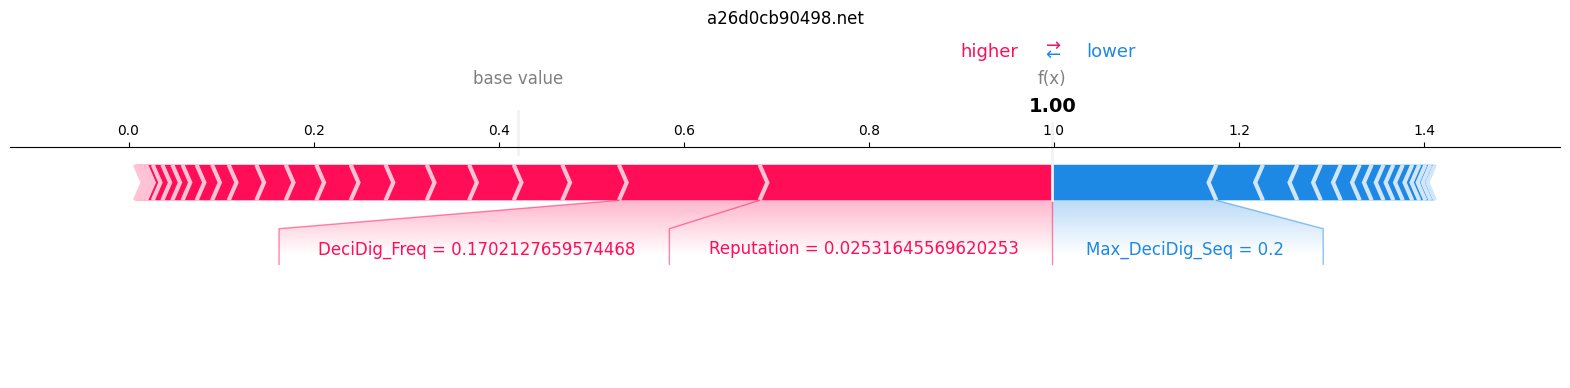 a26d0cb90498.net
higher → lower
←
base value f(x)
1.00
0.0 0.2 0.4 0.6 0.8 1.0 1.2 1.4
DeciDig_Freq = 0.1702127659574468 Reputation = 0.02531645569620253 Max_DeciDig_Seq = 0.2